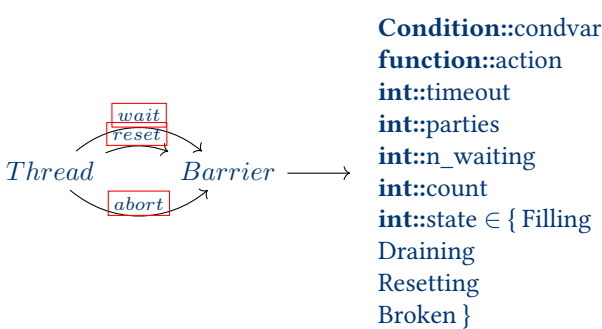 Condition::condvar
function::action
int::timeout
int::parties
int::n_waiting
int::count
int::state ∈ { Filling
Draining
Resetting
Broken }
wait
reset
Thread
Barrier
abort